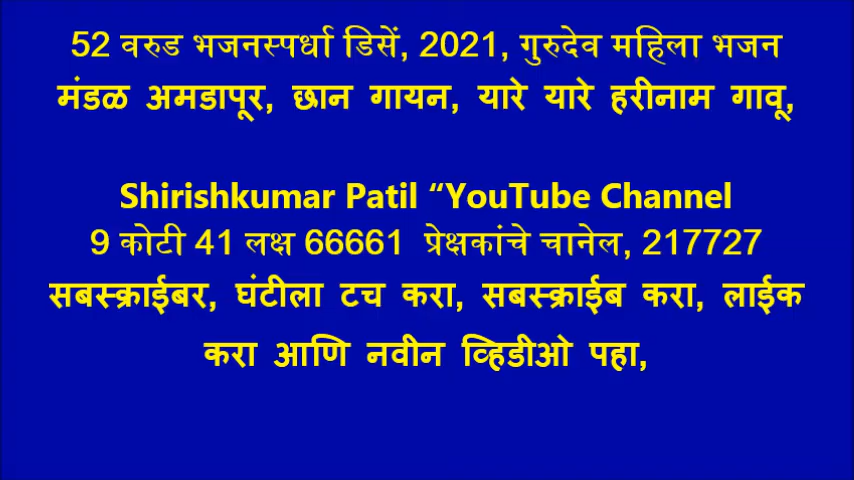 52 वरुड भजनस्पर्धा डिसें, 2021, गुरुदेव महिला भजन
मंडळ अमडापूर, छान गायन, यारे यारे हरीनाम गावू,
Shirishkumar Patil “YouTube Channel
9 कोटी 41 लक्ष 66661 प्रेक्षकांचे चानेल, 217727
सबस्क्राईबर, घंटीला टच करा, सबस्क्राईब करा, लाईक
करा आणि नवीन व्हिडीओ पहा,